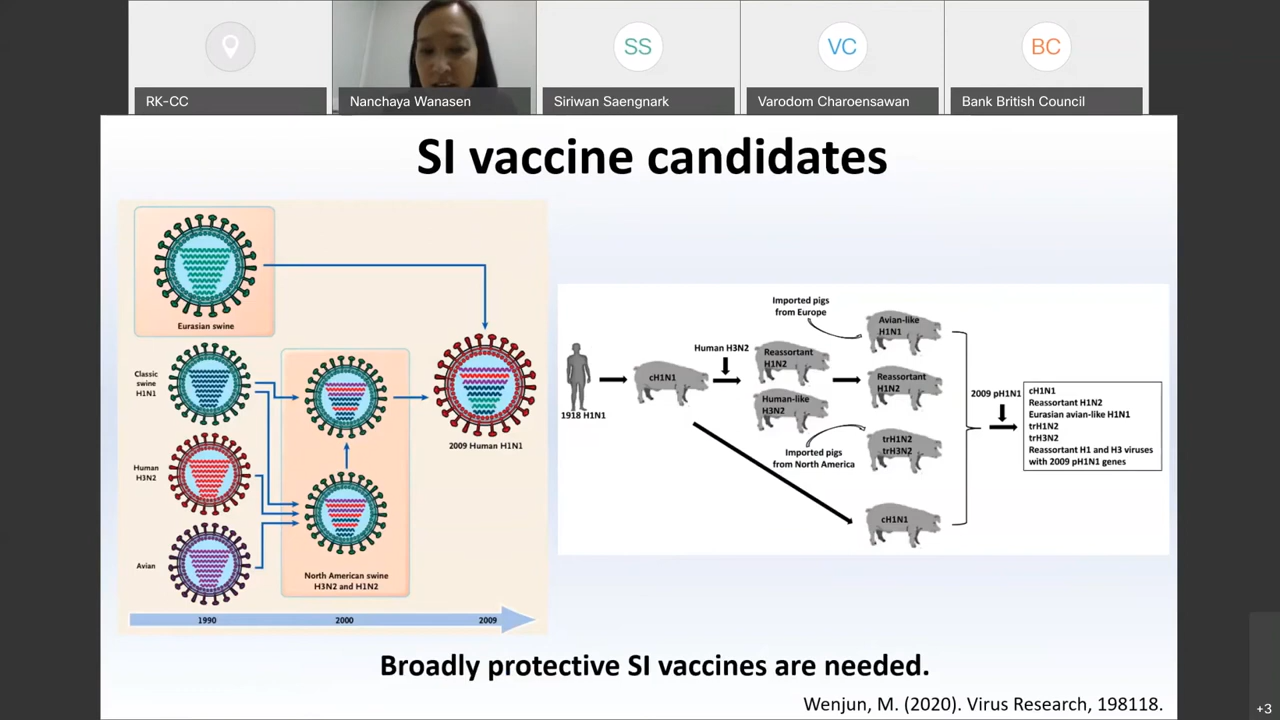 SS
VC
BC
RK-CC
Nanchaya Wanasen
Siriwan Saengnark
Varodom Charoensawan
Bank British Council
SI vaccine candidates
Eurasian swine
Classic
swine
H1N1
Human
H3N2
Avian
2009 Human H1N1
North American swine
H3N2 and H1N2
1990
2000
2009
1918 H1N1
cH1N1
Human H3N2
Reassortant
H1N2
Human-like
H3N2
Imported pigs
from Europe
Avian-like
H1N1
Reassortant
H1N2
trH1N2
trH3N2
Imported pigs
from North America
cH1N1
2009 pH1N1
cH1N1
Reassortant H1N2
Eurasian avian-like H1N1
trH1N2
trH3N2
Reassortant H1 and H3 viruses
with 2009 pH1N1 genes
Broadly protective SI vaccines are needed.
Wenjun, M. (2020). Virus Research, 198118.
+3